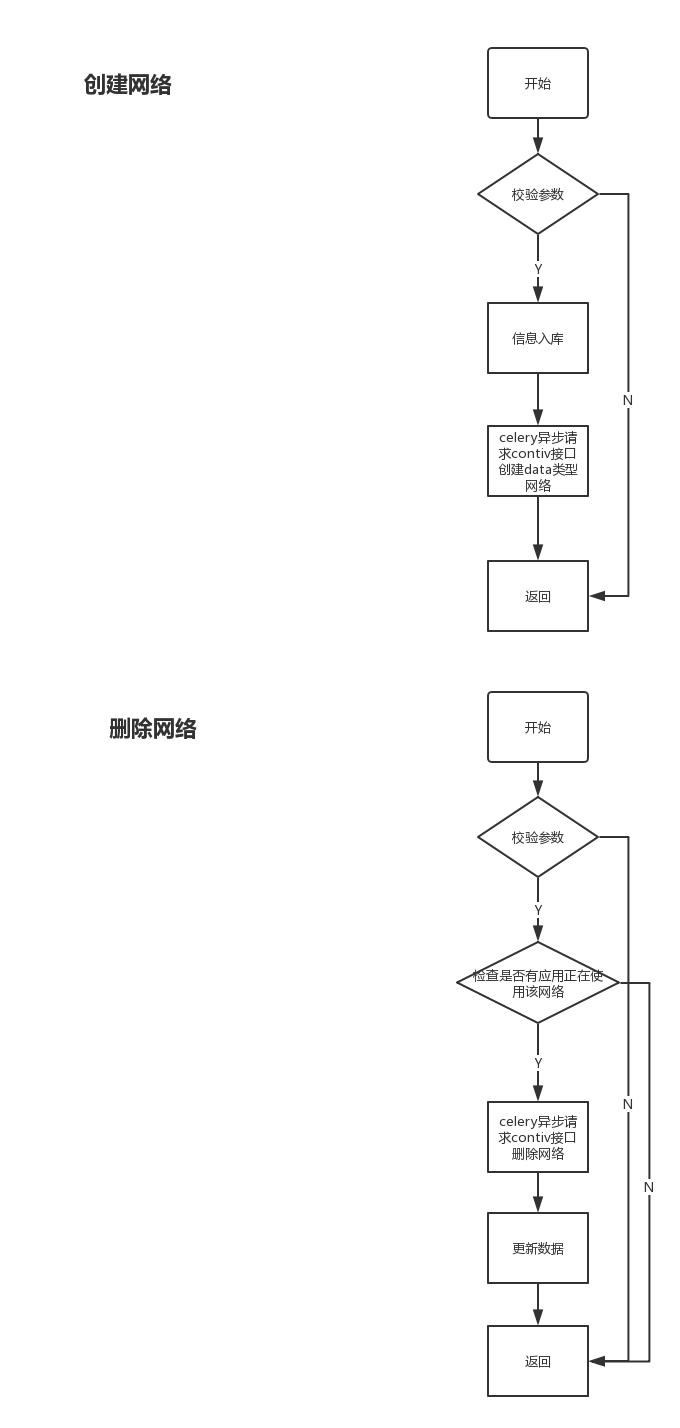 创建网络
开始
校验参数
Y
信息入库
N
celery异步请
求contiv接口
创建data类型
网络
返回
删除网络
开始
校验参数
Y
检查是否有应用正在使
用该网络
Y
N
celery异步请
求contiv接口
删除网络
N
更新数据
返回